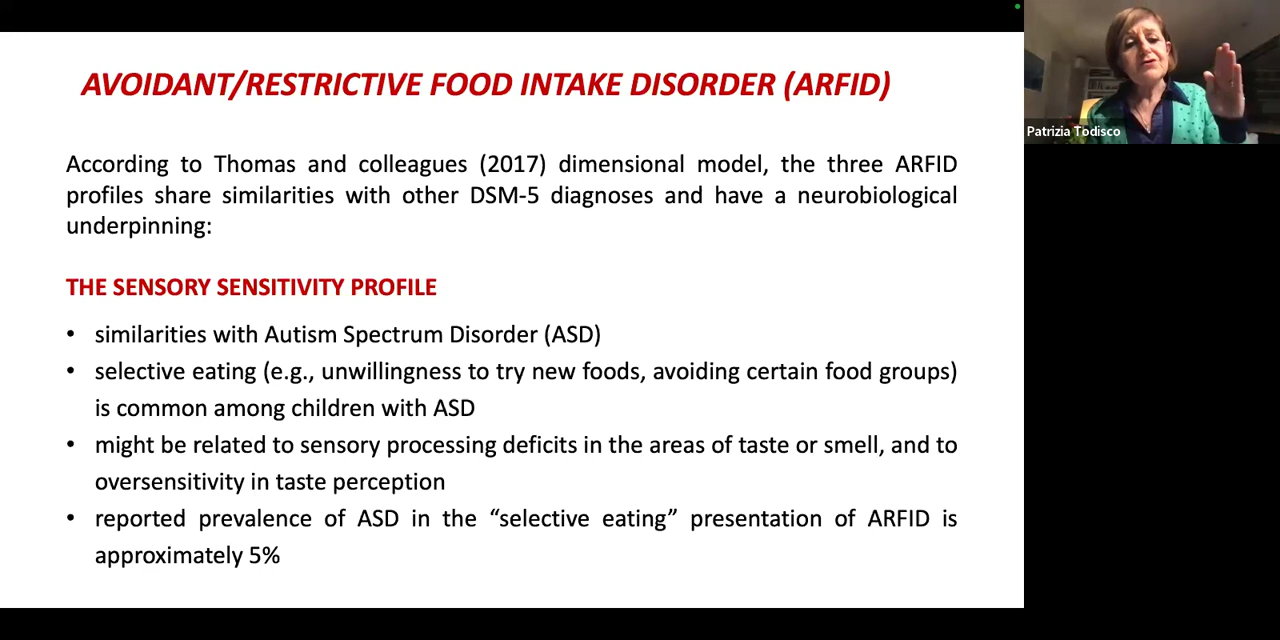 AVOIDANT/RESTRICTIVE FOOD INTAKE DISORDER (ARFID)
According to Thomas and colleagues (2017) dimensional model, the three ARFID
profiles share similarities with other DSM-5 diagnoses and have a neurobiological
underpinning:
THE SENSORY SENSITIVITY PROFILE
• similarities with Autism Spectrum Disorder (ASD)
• selective eating (e.g., unwillingness to try new foods, avoiding certain food groups)
is common among children with ASD
• might be related to sensory processing deficits in the areas of taste or smell, and to
oversensitivity in taste perception
• reported prevalence of ASD in the “selective eating” presentation of ARFID is
approximately 5%
Patrizia Todisco